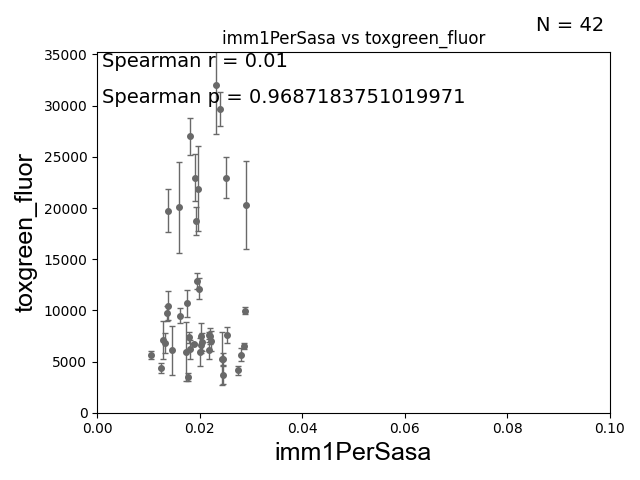 N = 42
imm1PerSasa vs toxgreen_fluor
Spearman r = 0.01
Spearman p = 0.9687183751019971
35000
30000
25000
20000
15000
10000
5000
0
toxgreen_fluor
0.00 0.02 0.04 0.06 0.08 0.10
imm1PerSasa